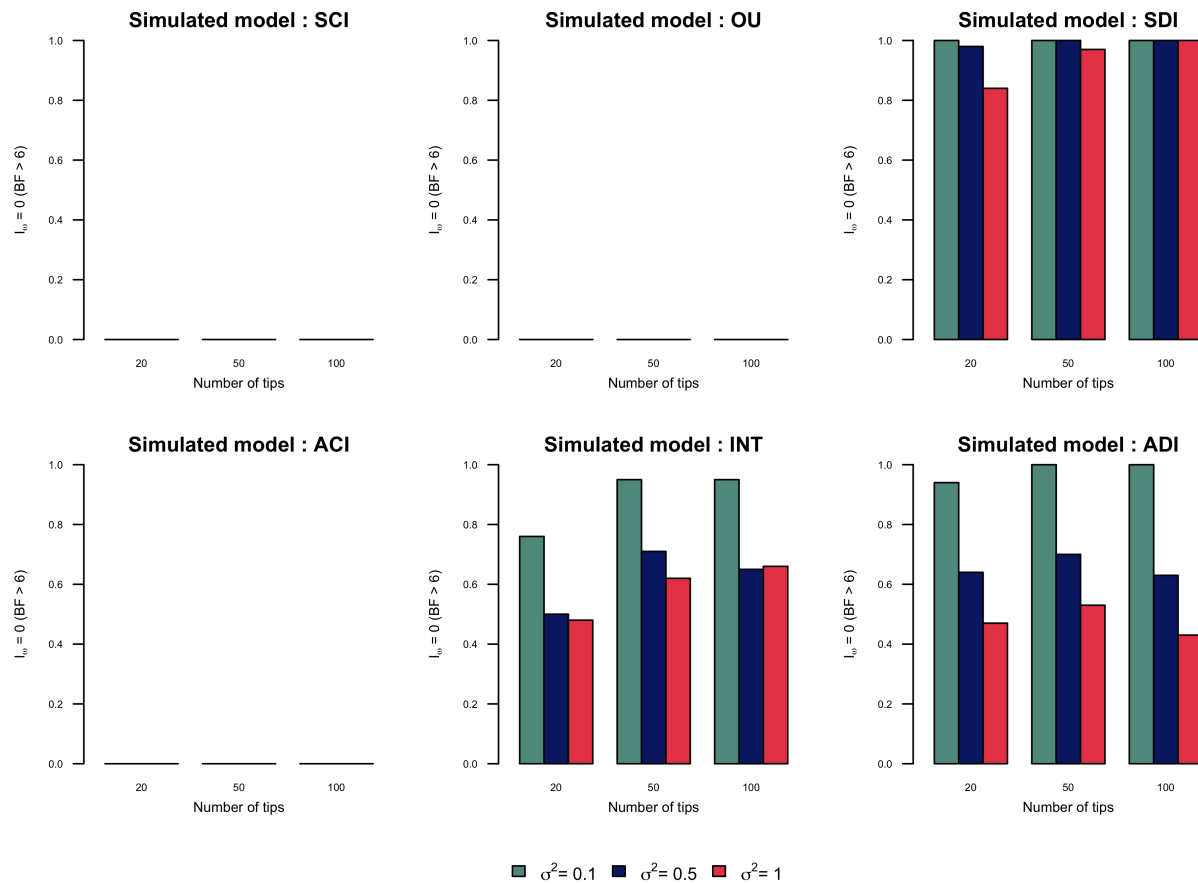 Simulated model : SCI
I_ω = 0 (BF > 6)
1.0
0.8
0.6
0.4
0.2
0.0
20 50 100
Number of tips
Simulated model : OU
I_ω = 0 (BF > 6)
1.0
0.8
0.6
0.4
0.2
0.0
20 50 100
Number of tips
Simulated model : SDI
I_ω = 0 (BF > 6)
1.0
0.8
0.6
0.4
0.2
0.0
20 50 100
Number of tips
Simulated model : ACI
I_ω = 0 (BF > 6)
1.0
0.8
0.6
0.4
0.2
0.0
20 50 100
Number of tips
Simulated model : INT
I_ω = 0 (BF > 6)
1.0
0.8
0.6
0.4
0.2
0.0
20 50 100
Number of tips
Simulated model : ADI
I_ω = 0 (BF > 6)
1.0
0.8
0.6
0.4
0.2
0.0
20 50 100
Number of tips
σ²= 0.1 σ²= 0.5 σ²= 1